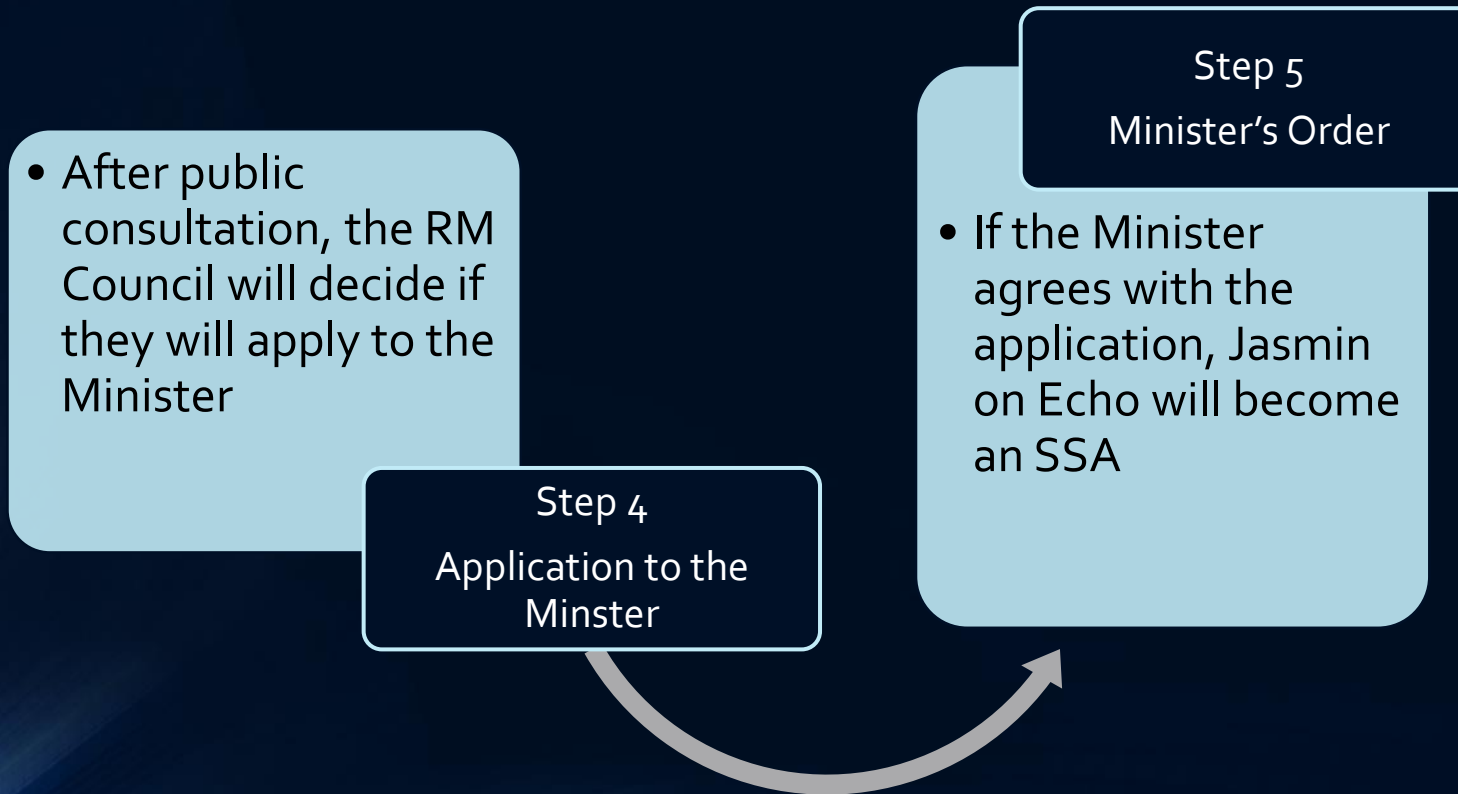 • After public
consultation, the RM
Council will decide if
they will apply to the
Minister
Step 4
Application to the
Minster
Step 5
Minister's Order
• If the Minister
agrees with the
application, Jasmin
on Echo will become
an SSA